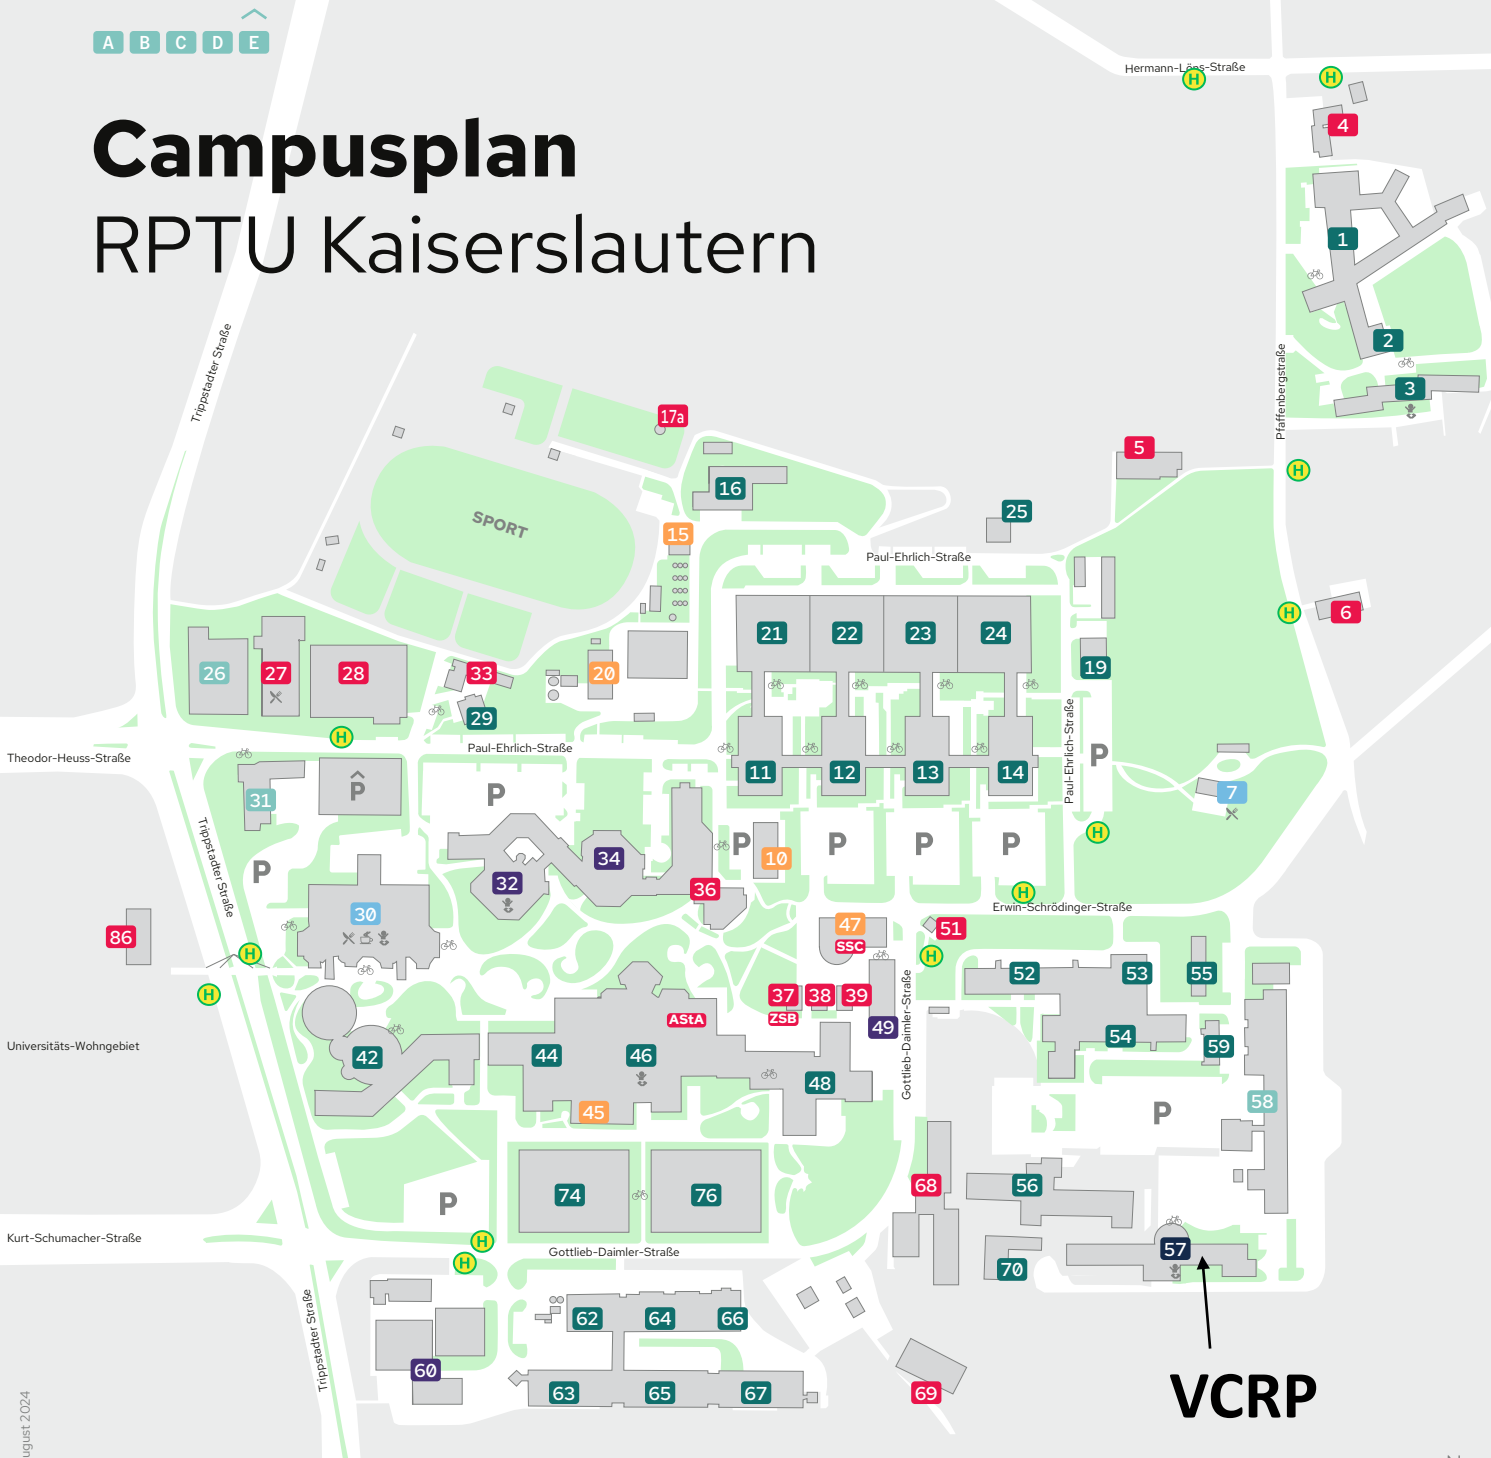 A B C D E
Campusplan
RPTU Kaiserslautern
Hermann-Löns-Straße
H
H
4
1
Trippstadter Straße
2
Pfaffenbergstraße
3
17a
5
H
16
SPORT
25
15
Paul-Ehrlich-Straße
H
6
21 22 23 24
26 27 28 33 20 19
29
H
Paul-Ehrlich-Straße
Paul-Ehrlich-Straße
Theodor-Heuss-Straße
P
11 12 13 14
P
P
7
31
H
Trippstadter Straße
P
34
P
10
P
P
P
32
36
H
Erwin-Schrödinger-Straße
30
86
47
51
SSC
H
H
52 53 55
H
37 38 39
Gottlieb-Daimler-Straße
AStA
ZSB
49
54
59
Universitäts-Wohngebiet
42
44
46
48
58
45
P
68
56
74
76
P
Kurt-Schumacher-Straße
H
Gottlieb-Daimler-Straße
57
H
70
Trippstadter Straße
62 64 66
60
63 65 67
69
VCRP
ugust 2024